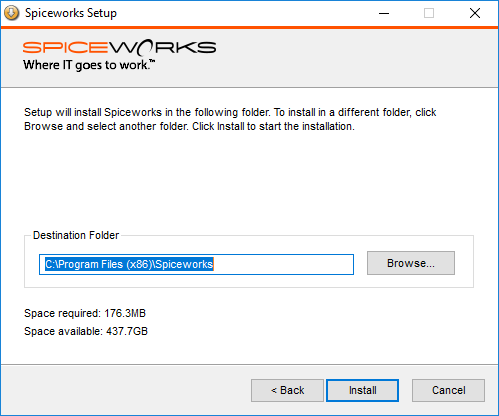 Spiceworks Setup
SPICEWORKS
Where IT goes to work.™
Setup will install Spiceworks in the following folder. To install in a different folder, click
Browse and select another folder. Click Install to start the installation.
Destination Folder
C:\Program Files (x86)\Spiceworks
Browse...
Space required: 176.3MB
Space available: 437.7GB
< Back
Install
Cancel